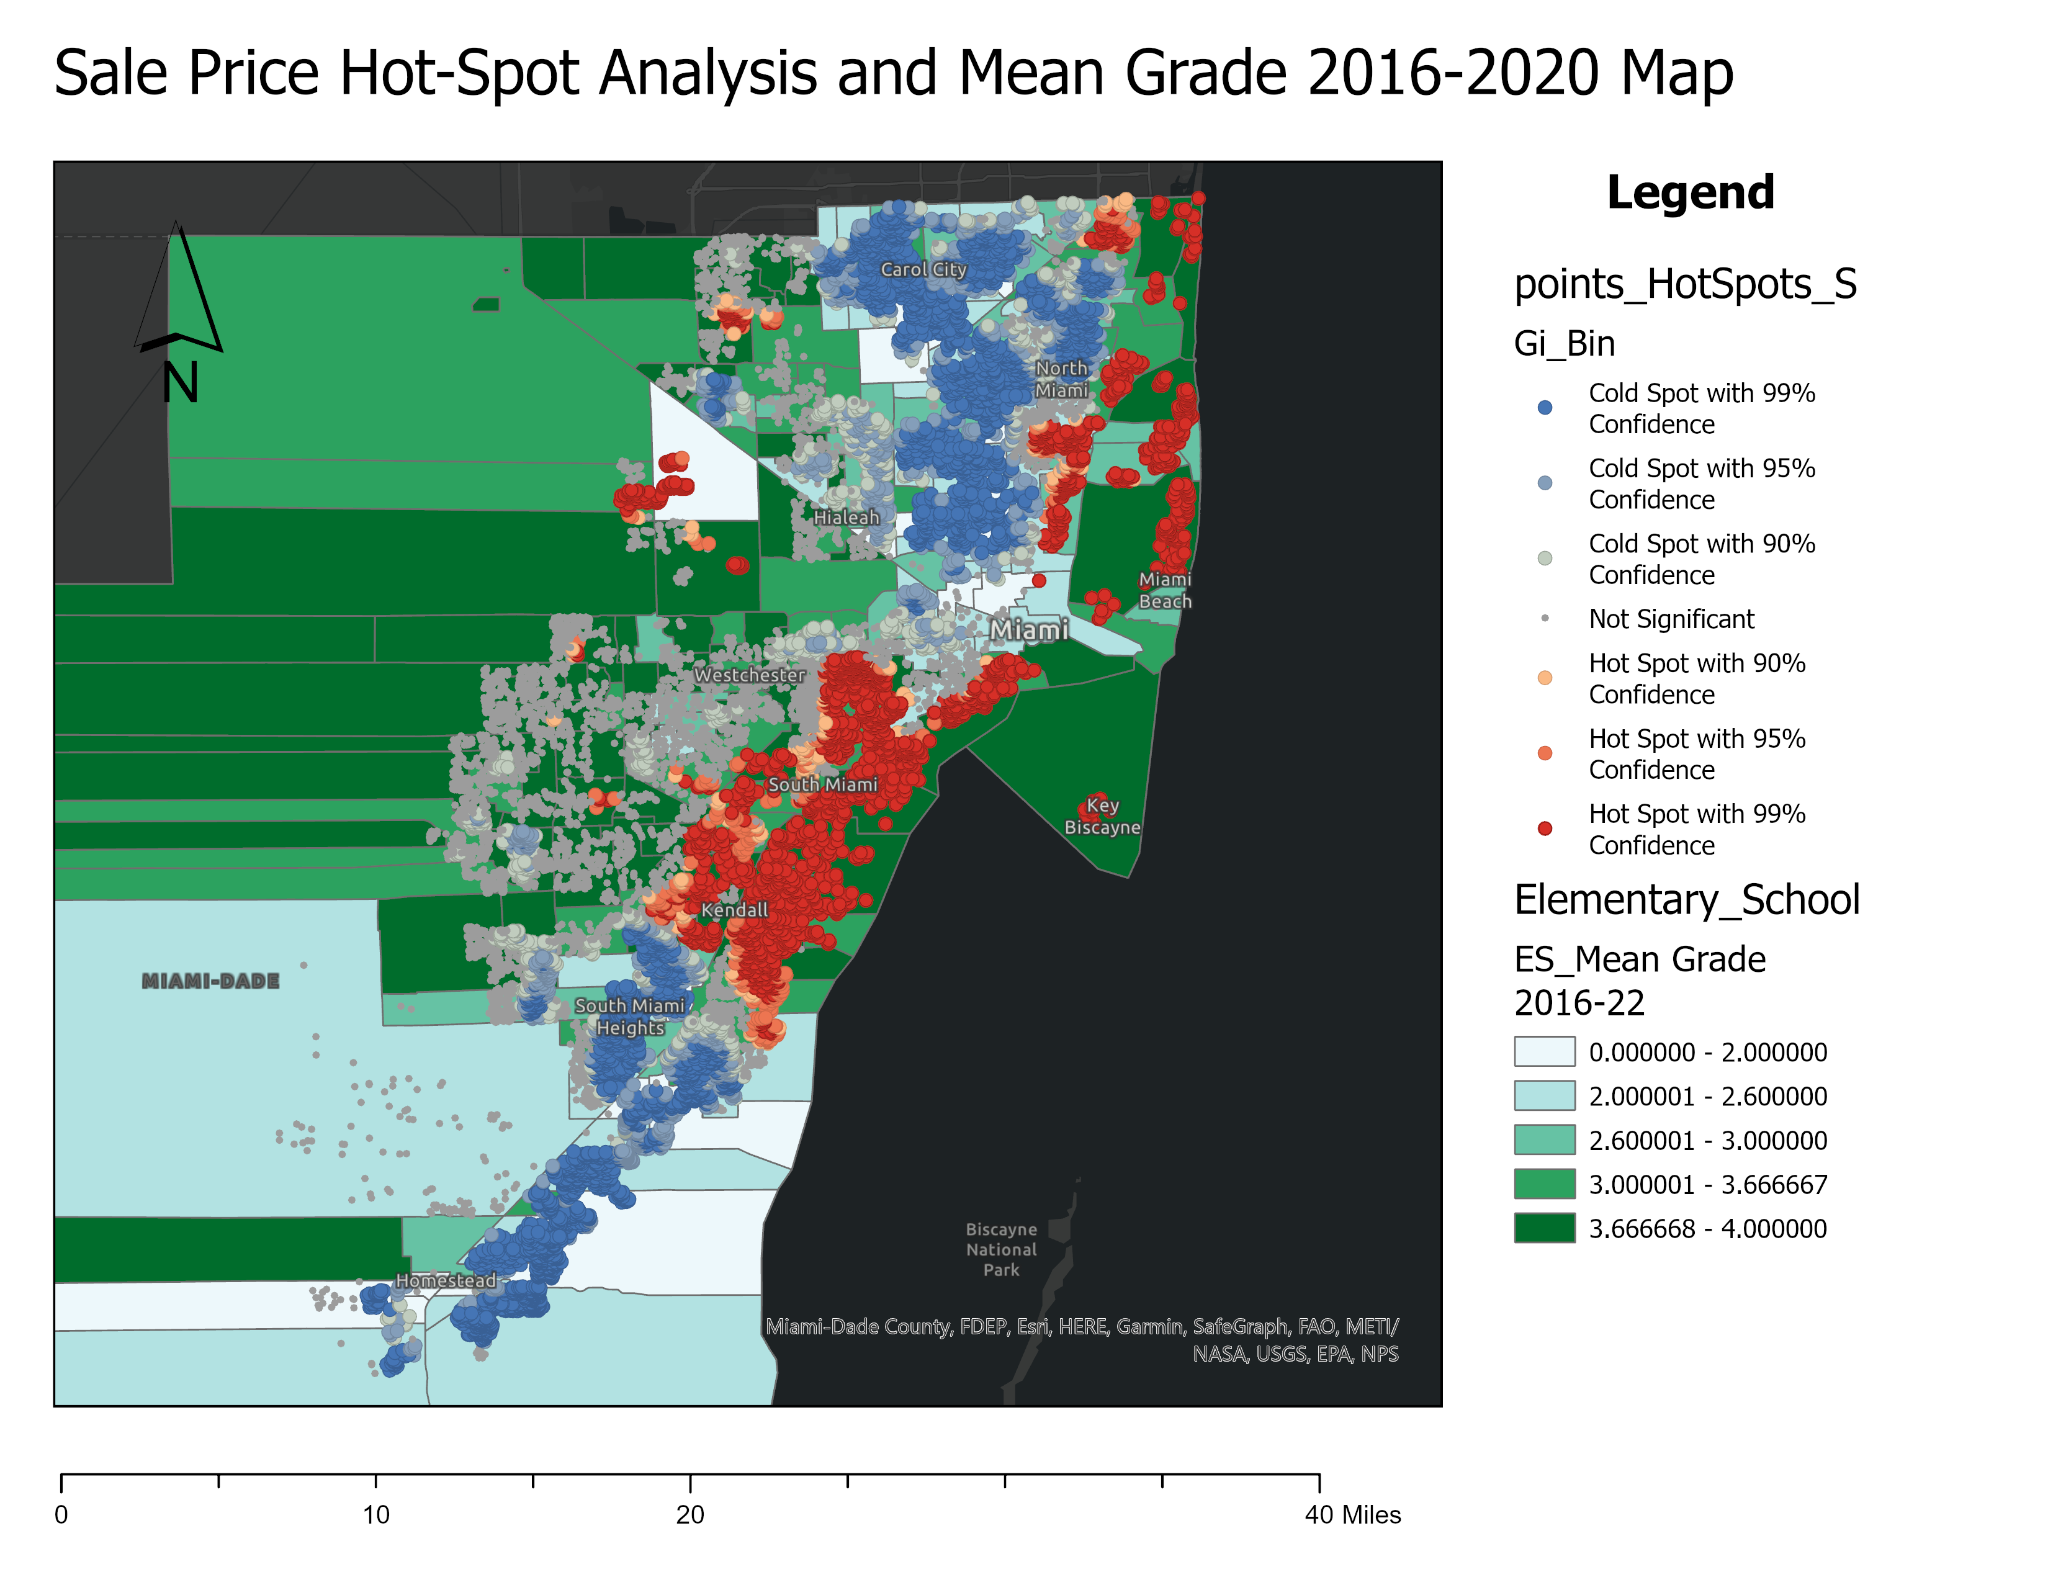 Sale Price Hot-Spot Analysis and Mean Grade 2016-2020 Map
N
Carol City
North
Miami
Hialeah
Miami
Beach
Miami
Westchester
South Miami
Key
Biscayne
Kendall
MIAMI-DADE
South Miami
Heights
Biscayne
National
Park
Homestead
Miami-Dade County, FDEP, Esri, HERE, Garmin, SafeGraph, FAO, METI/
NASA, USGS, EPA, NPS
0 10 20 40 Miles
Legend
points_HotSpots_S
Gi_Bin
Cold Spot with 99%
Confidence
Cold Spot with 95%
Confidence
Cold Spot with 90%
Confidence
Not Significant
Hot Spot with 90%
Confidence
Hot Spot with 95%
Confidence
Hot Spot with 99%
Confidence
Elementary_School
ES_Mean Grade
2016-22
0.000000 - 2.000000
2.000001 - 2.600000
2.600001 - 3.000000
3.000001 - 3.666667
3.666668 - 4.000000